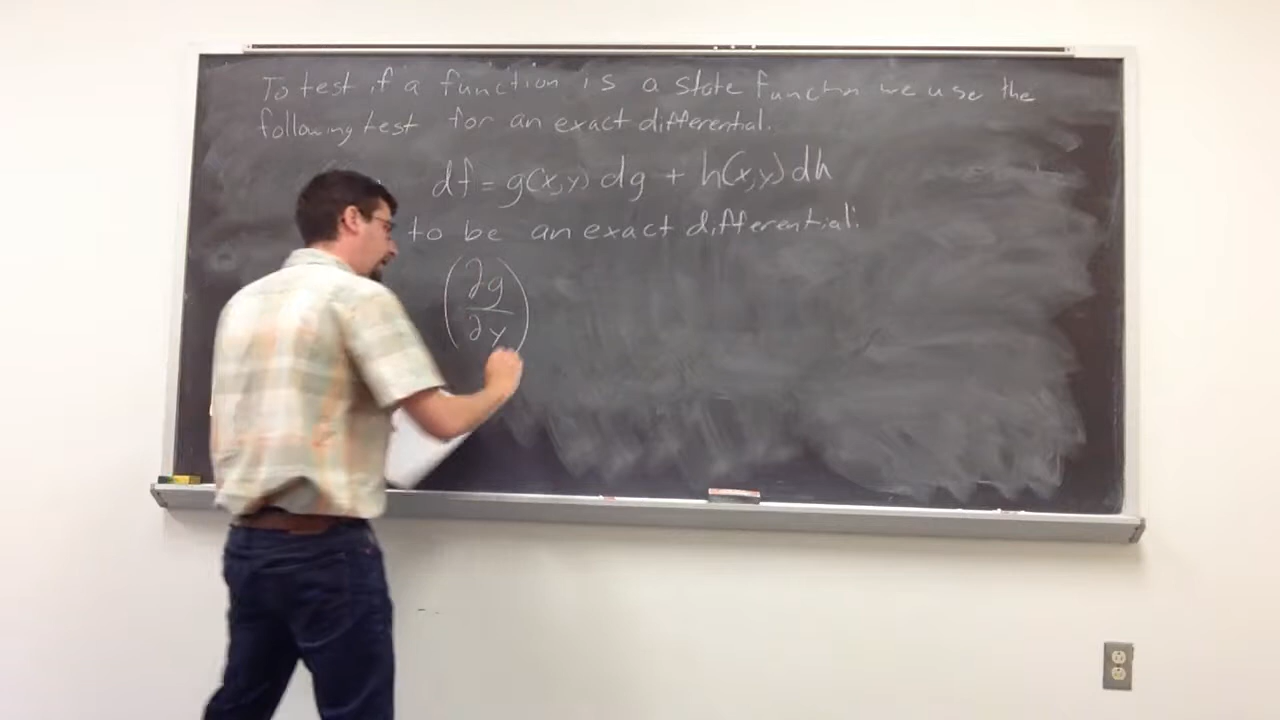 To test if a function is a state function we use the
following test for an exact differential.
df = g(x,y) dg + h(x,y) dh
to be an exact differential:
(∂g/∂y)